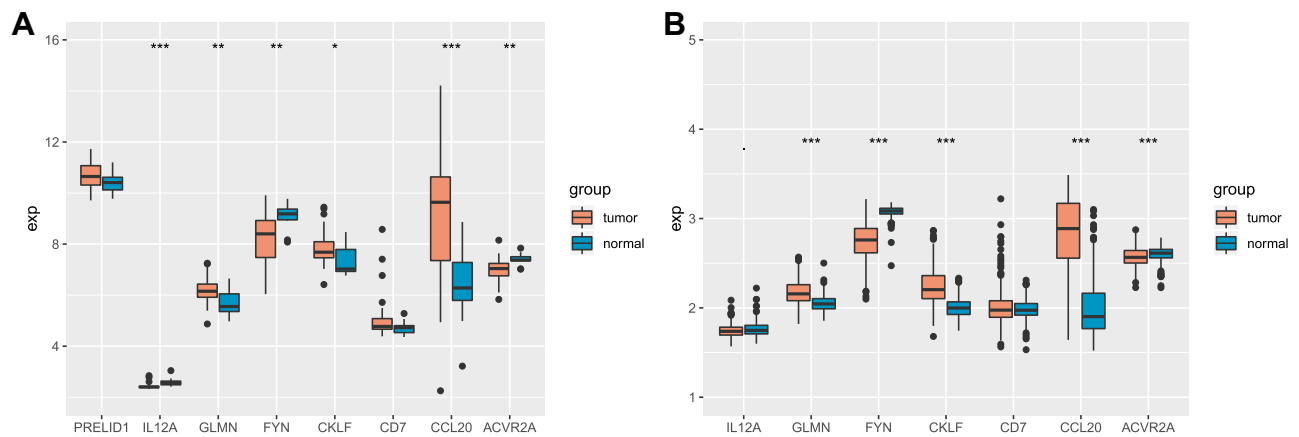 A
16
12
8
4
exp
*** ** ** * *** **
PRELID1 IL12A GLMN FYN CKLF CD7 CCL20 ACVR2A
group
tumor
normal
B
5
4
3
2
1
exp
. *** *** *** *** ***
IL12A GLMN FYN CKLF CD7 CCL20 ACVR2A
group
tumor
normal